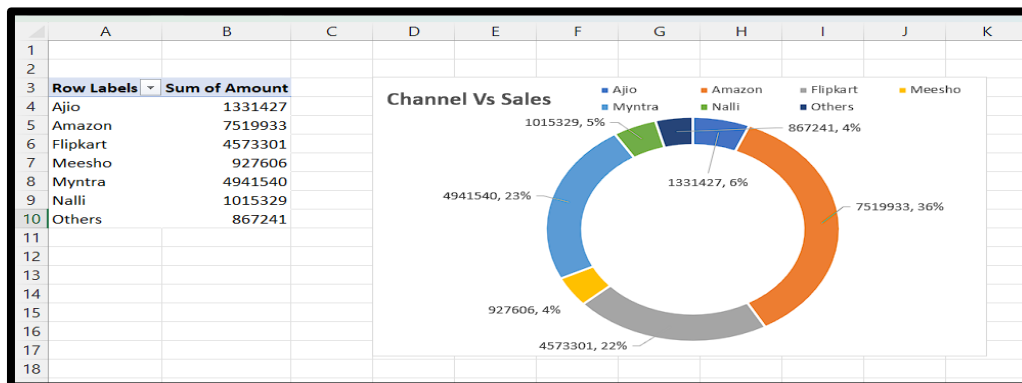 A B C D E F G H I J K
1
2
3 Row Labels Sum of Amount
4 Ajio 1331427
5 Amazon 7519933
6 Flipkart 4573301
7 Meesho 927606
8 Myntra 4941540
9 Nalli 1015329
10 Others 867241
11
12
13
14
15
16
17
18
Channel Vs Sales
Ajio Amazon Flipkart Meesho
Myntra Nalli Others
1015329, 5%
867241, 4%
1331427, 6%
4941540, 23%
7519933, 36%
927606, 4%
4573301, 22%